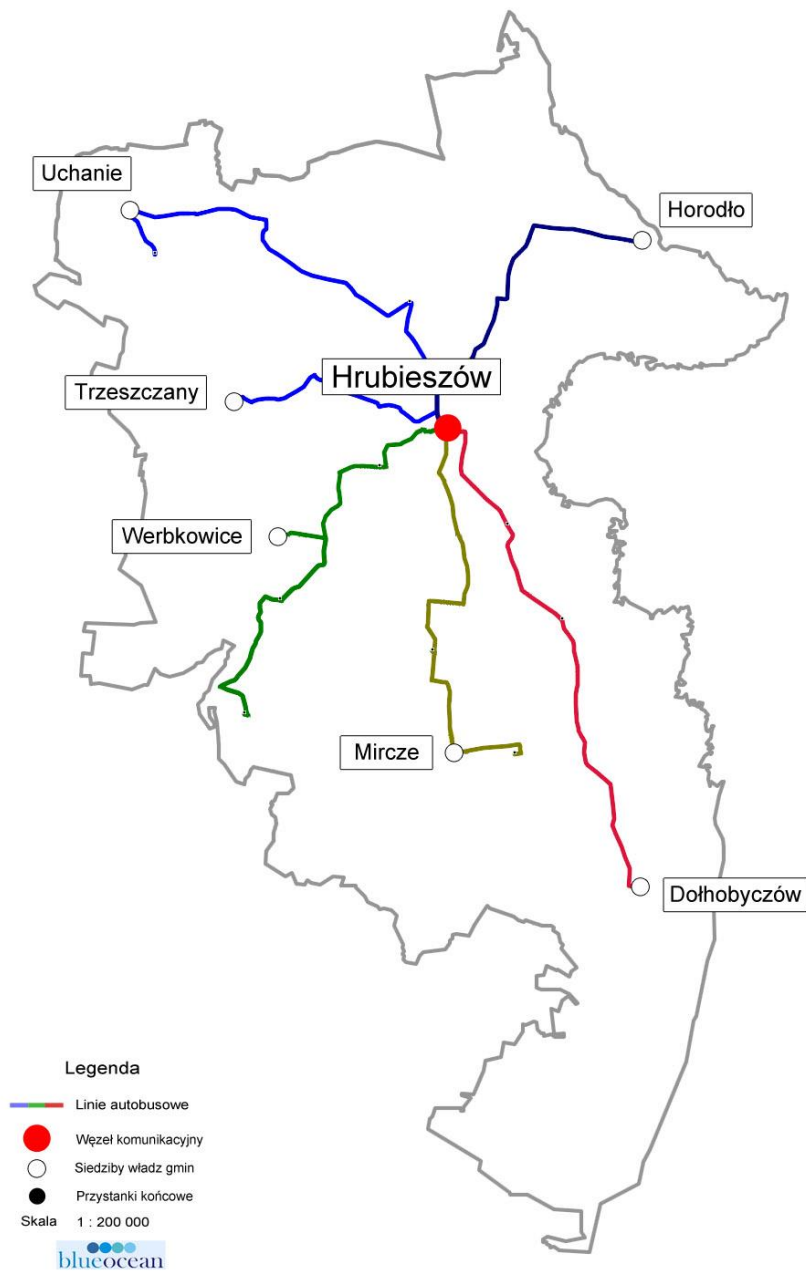 Uchanie
Horodło
Hrubieszów
Trzeszczany
Werbkowice
Mircze
Dołhobyczów
Legenda
Linie autobusowe
Węzeł komunikacyjny
Siedziby władz gmin
Przystanki końcowe
Skala 1 : 200 000
blueocean